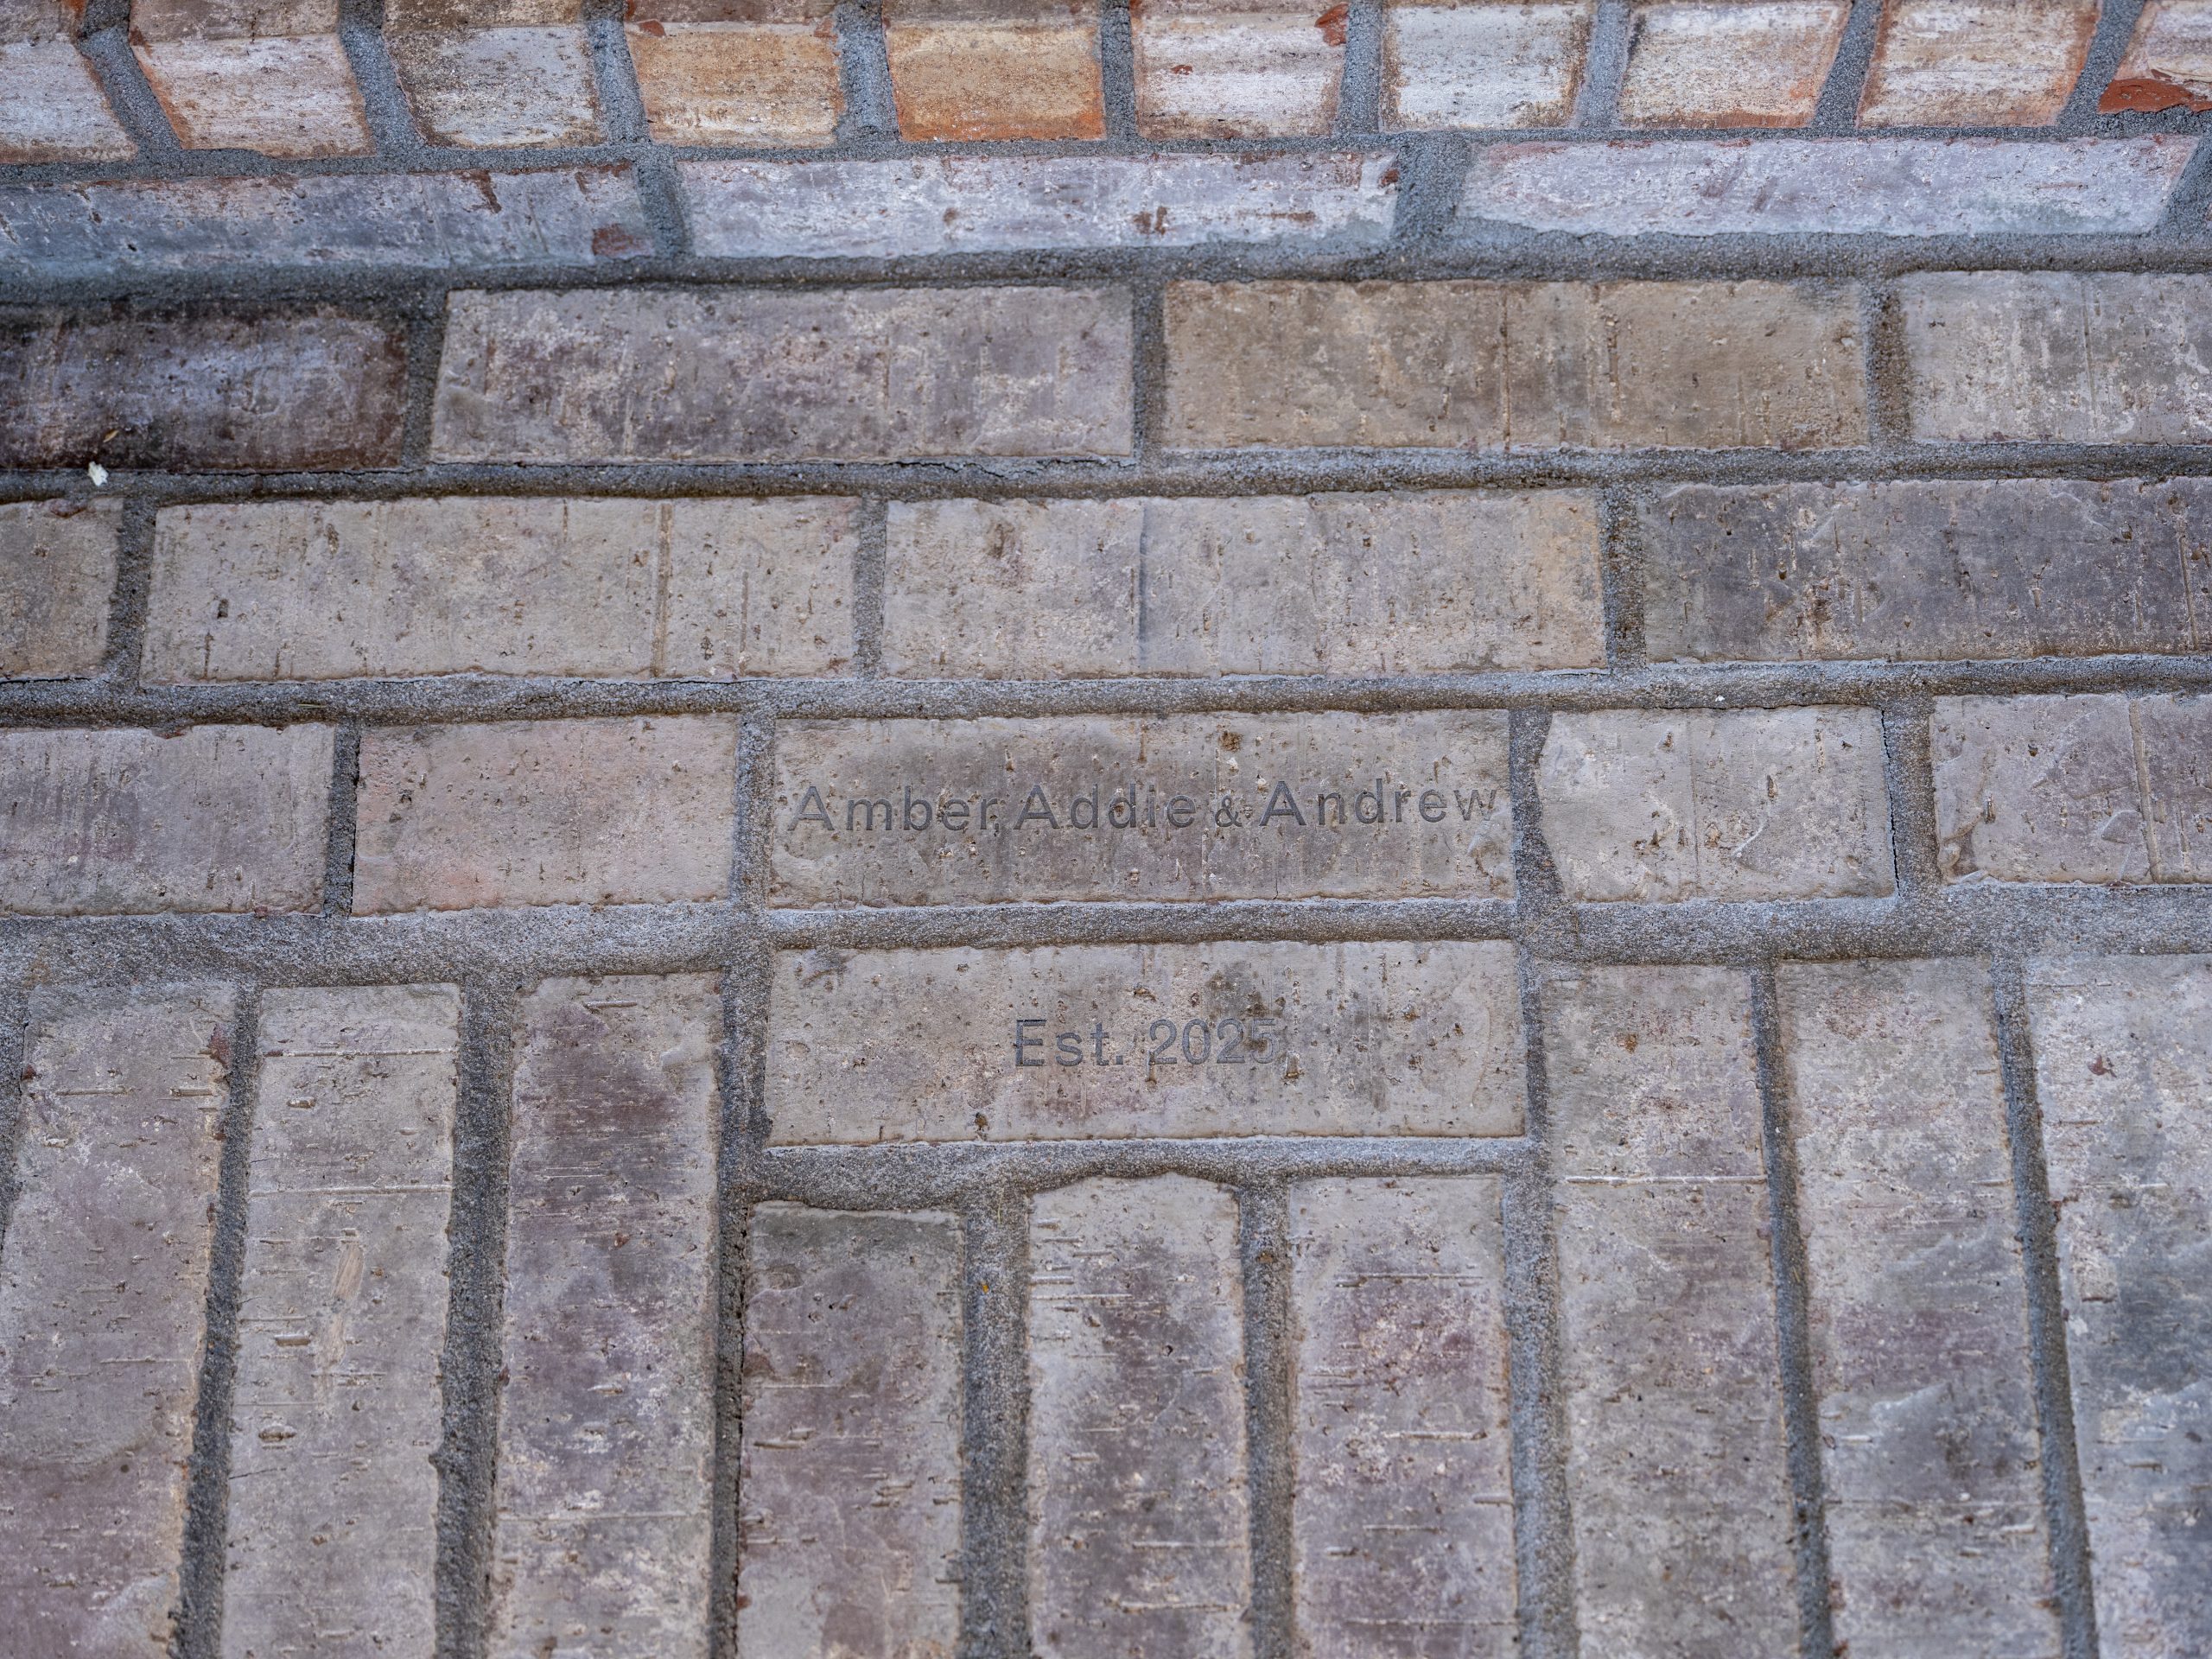 Amber, Addie & Andrew
Est. 2025